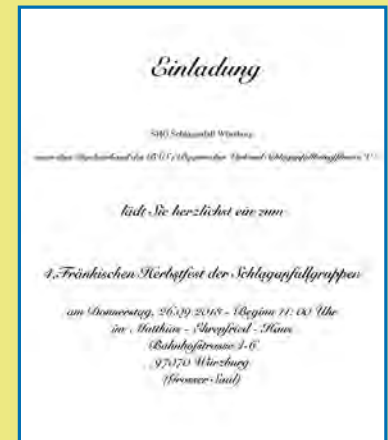 Einladung
SHG Schlaganfall Würzburg
lädt Sie herzlichst ein zum
4. Fränkischen Herbstfest der Schlaganfallgruppen
am Donnerstag, 26.09.2018 - Beginn 11:00 Uhr
im Matthias - Ehrenfried - Haus
Bahnhofstrasse 4-6
97070 Würzburg
(Grosser Saal)